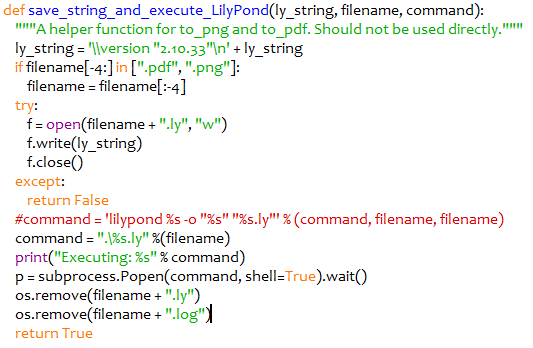 def save_string_and_execute_LilyPond(ly_string, filename, command):
    """"A helper function for to_png and to_pdf. Should not be used directly.""""
    ly_string = '\\version "2.10.33"\n' + ly_string
    if filename[-4:] in [".pdf", ".png"]:
        filename = filename[:-4]
    try:
        f = open(filename + ".ly", "w")
        f.write(ly_string)
        f.close()
    except:
        return False
    #command = 'lilypond %s -o "%s" "%s.ly"' % (command, filename, filename)
    command = ".\%s.ly" %(filename)
    print("Executing: %s" % command)
    p = subprocess.Popen(command, shell=True).wait()
    os.remove(filename + ".ly")
    os.remove(filename + ".log")
    return True